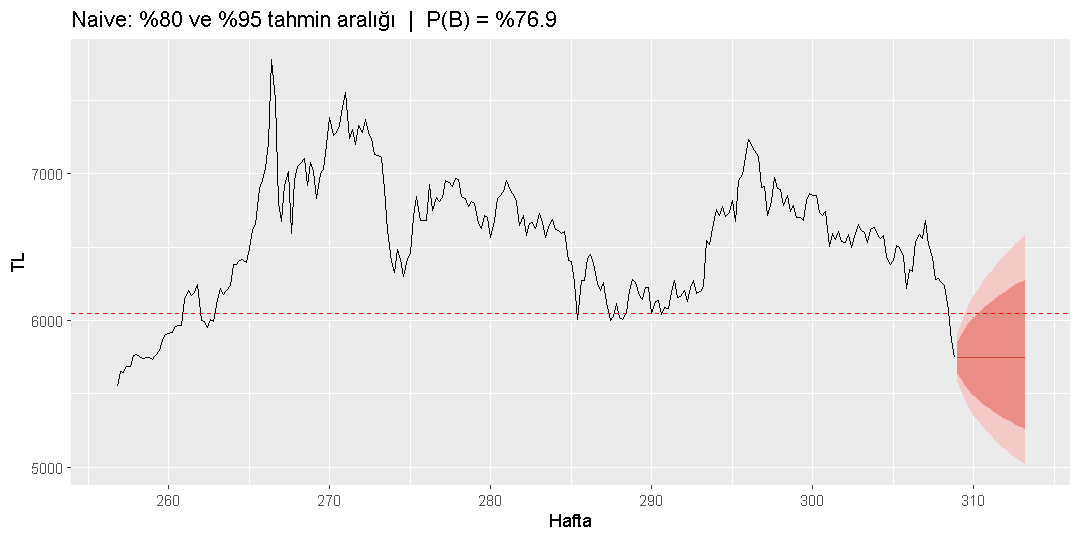 Naive: %80 ve %95 tahmin aralığı | P(B) = %76.9
TL
7000
6000
5000
260 270 280 290 300 310
Hafta